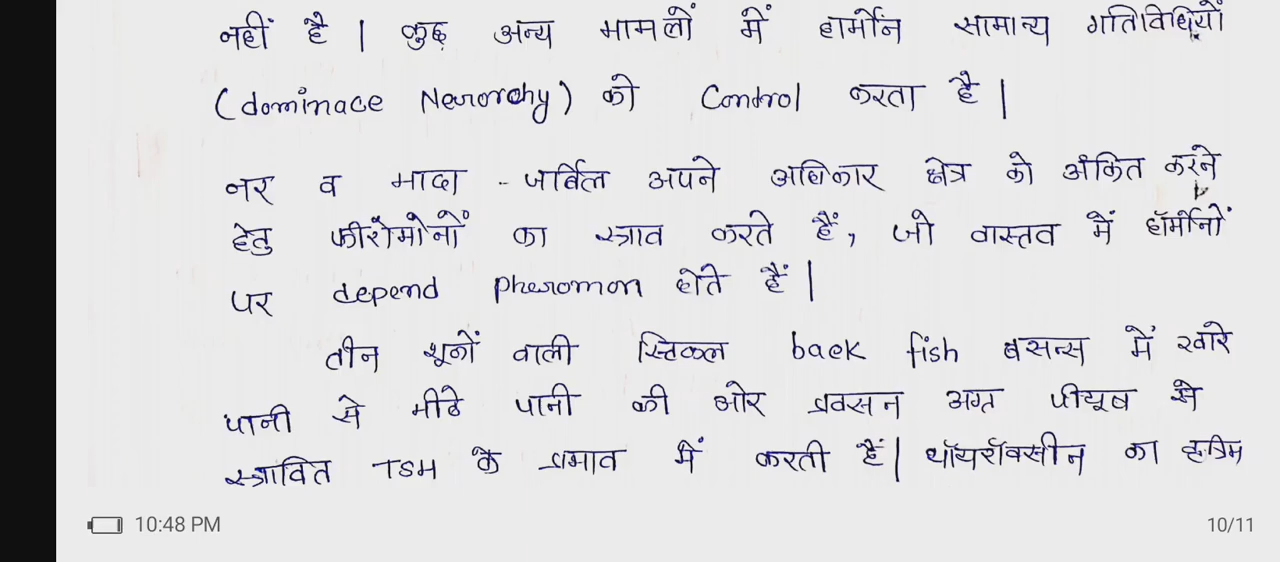 नहीं है | कुछ अन्य मामलों में हार्मोन सामान्य गतिविधियों
(dominace Nerorchy) को Control करता है |
नर व मादा - जर्बिल अपने अधिकार क्षेत्र को अंकित करने
हेतु फीरोमोनों का स्त्राव करते हैं, जो वास्तव में हॉर्मोनों
पर depend pheromon होते हैं |
तीन शूलों वाली स्टिकल back fish बसन्स में खारे
पानी से मीठे पानी की ओर प्रवसन अग्र पीयूष से
स्त्रावित TSH के प्रभाव में करती हैं | थॉयरॉक्सीन का कृत्रिम
10:48 PM
10/11